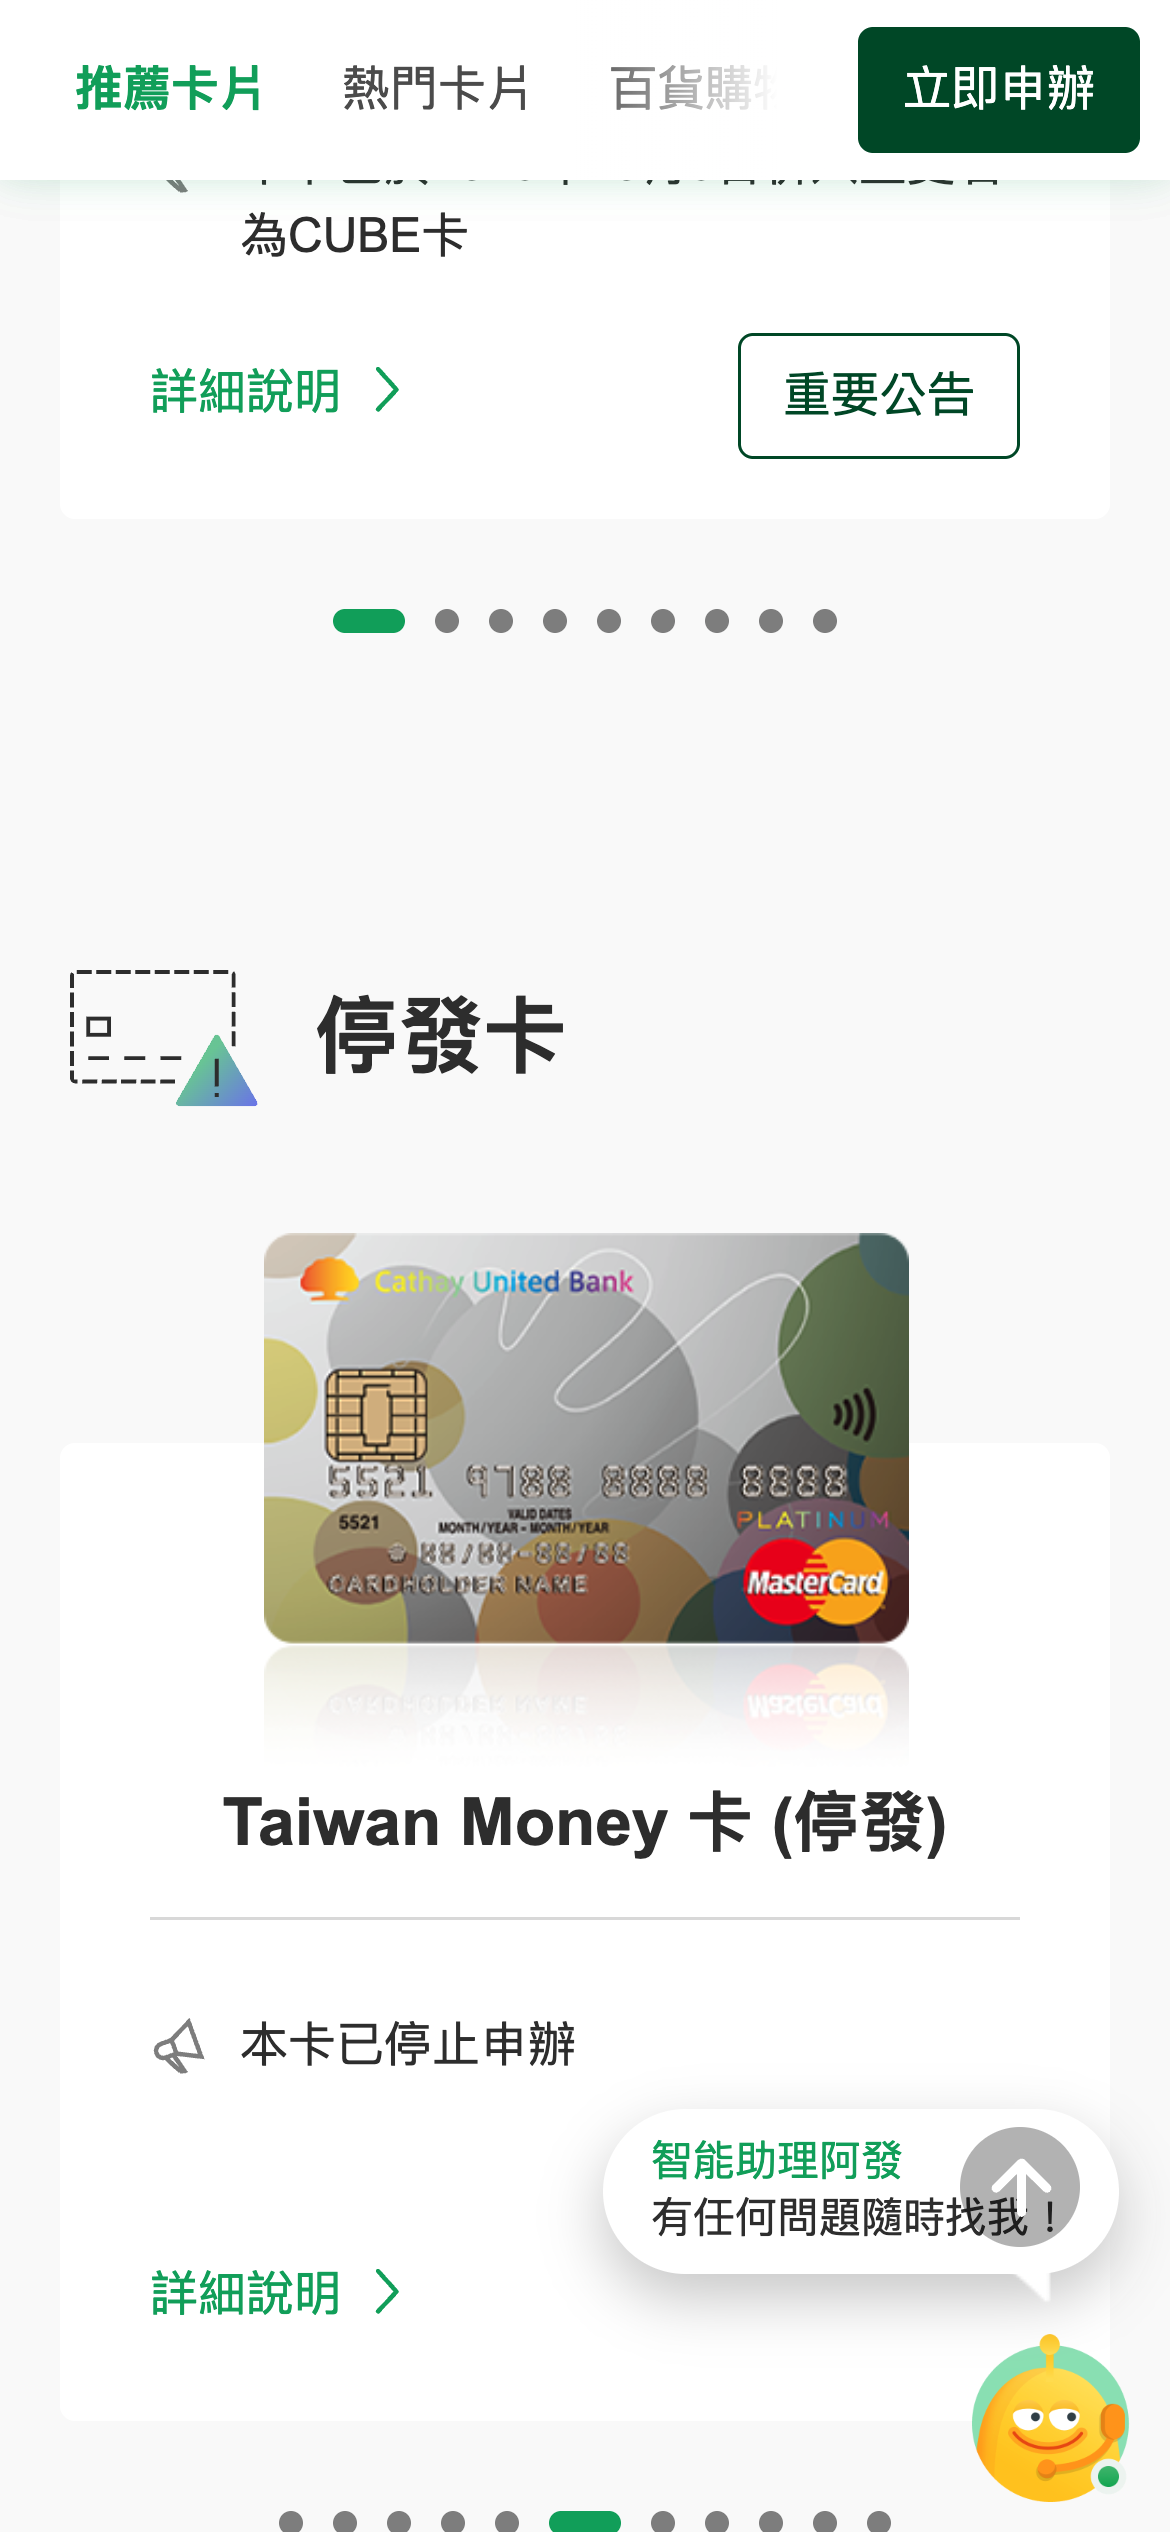 推薦卡片
熱門卡片
百貨購物
立即申辦
為CUBE卡
詳細說明
重要公告
停發卡
Cathay United Bank
5521 9788 8888 8888
5521
VALID DATES
MONTH/YEAR - MONTH/YEAR
88/88-88/88
PLATINUM
CARDHOLDER NAME
MasterCard
Taiwan Money 卡 (停發)
本卡已停止申辦
智能助理阿發
有任何問題隨時找我！
詳細說明